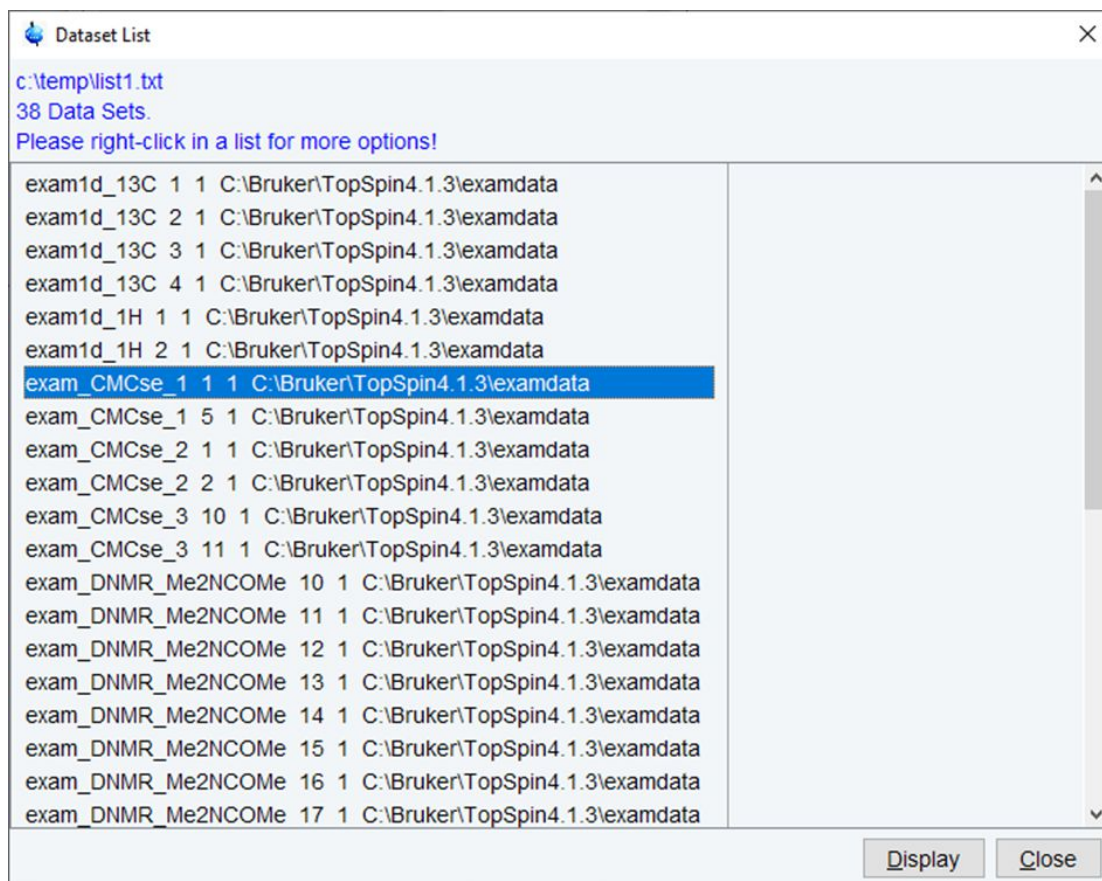 Dataset List
c:\temp\list1.txt
38 Data Sets.
Please right-click in a list for more options!
exam1d_13C 1 1 C:\Bruker\TopSpin4.1.3\examdata
exam1d_13C 2 1 C:\Bruker\TopSpin4.1.3\examdata
exam1d_13C 3 1 C:\Bruker\TopSpin4.1.3\examdata
exam1d_13C 4 1 C:\Bruker\TopSpin4.1.3\examdata
exam1d_1H 1 1 C:\Bruker\TopSpin4.1.3\examdata
exam1d_1H 2 1 C:\Bruker\TopSpin4.1.3\examdata
exam_CMCse_1 1 1 C:\Bruker\TopSpin4.1.3\examdata
exam_CMCse_1 5 1 C:\Bruker\TopSpin4.1.3\examdata
exam_CMCse_2 1 1 C:\Bruker\TopSpin4.1.3\examdata
exam_CMCse_2 2 1 C:\Bruker\TopSpin4.1.3\examdata
exam_CMCse_3 10 1 C:\Bruker\TopSpin4.1.3\examdata
exam_CMCse_3 11 1 C:\Bruker\TopSpin4.1.3\examdata
exam_DNMR_Me2NCOMe 10 1 C:\Bruker\TopSpin4.1.3\examdata
exam_DNMR_Me2NCOMe 11 1 C:\Bruker\TopSpin4.1.3\examdata
exam_DNMR_Me2NCOMe 12 1 C:\Bruker\TopSpin4.1.3\examdata
exam_DNMR_Me2NCOMe 13 1 C:\Bruker\TopSpin4.1.3\examdata
exam_DNMR_Me2NCOMe 14 1 C:\Bruker\TopSpin4.1.3\examdata
exam_DNMR_Me2NCOMe 15 1 C:\Bruker\TopSpin4.1.3\examdata
exam_DNMR_Me2NCOMe 16 1 C:\Bruker\TopSpin4.1.3\examdata
exam_DNMR_Me2NCOMe 17 1 C:\Bruker\TopSpin4.1.3\examdata
Display Close